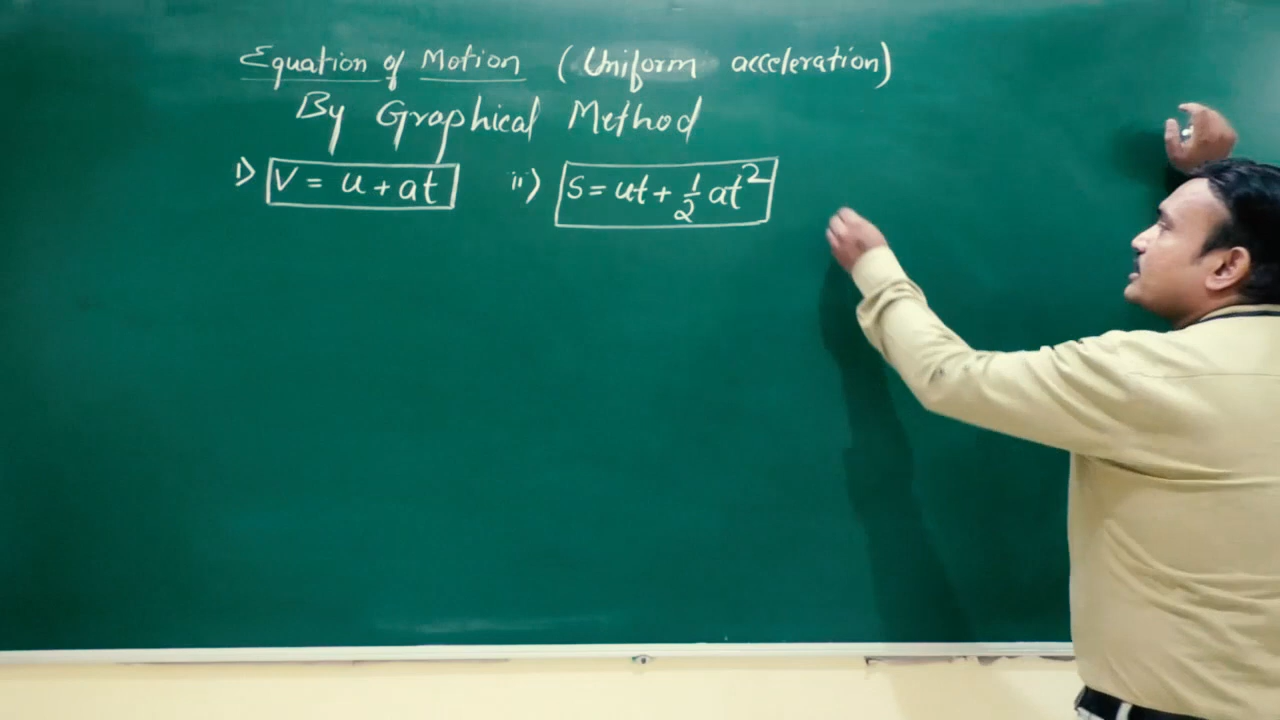 Equation of Motion (Uniform acceleration)
By Graphical Method
i) V = u + at ii) S = ut + 1/2 at²